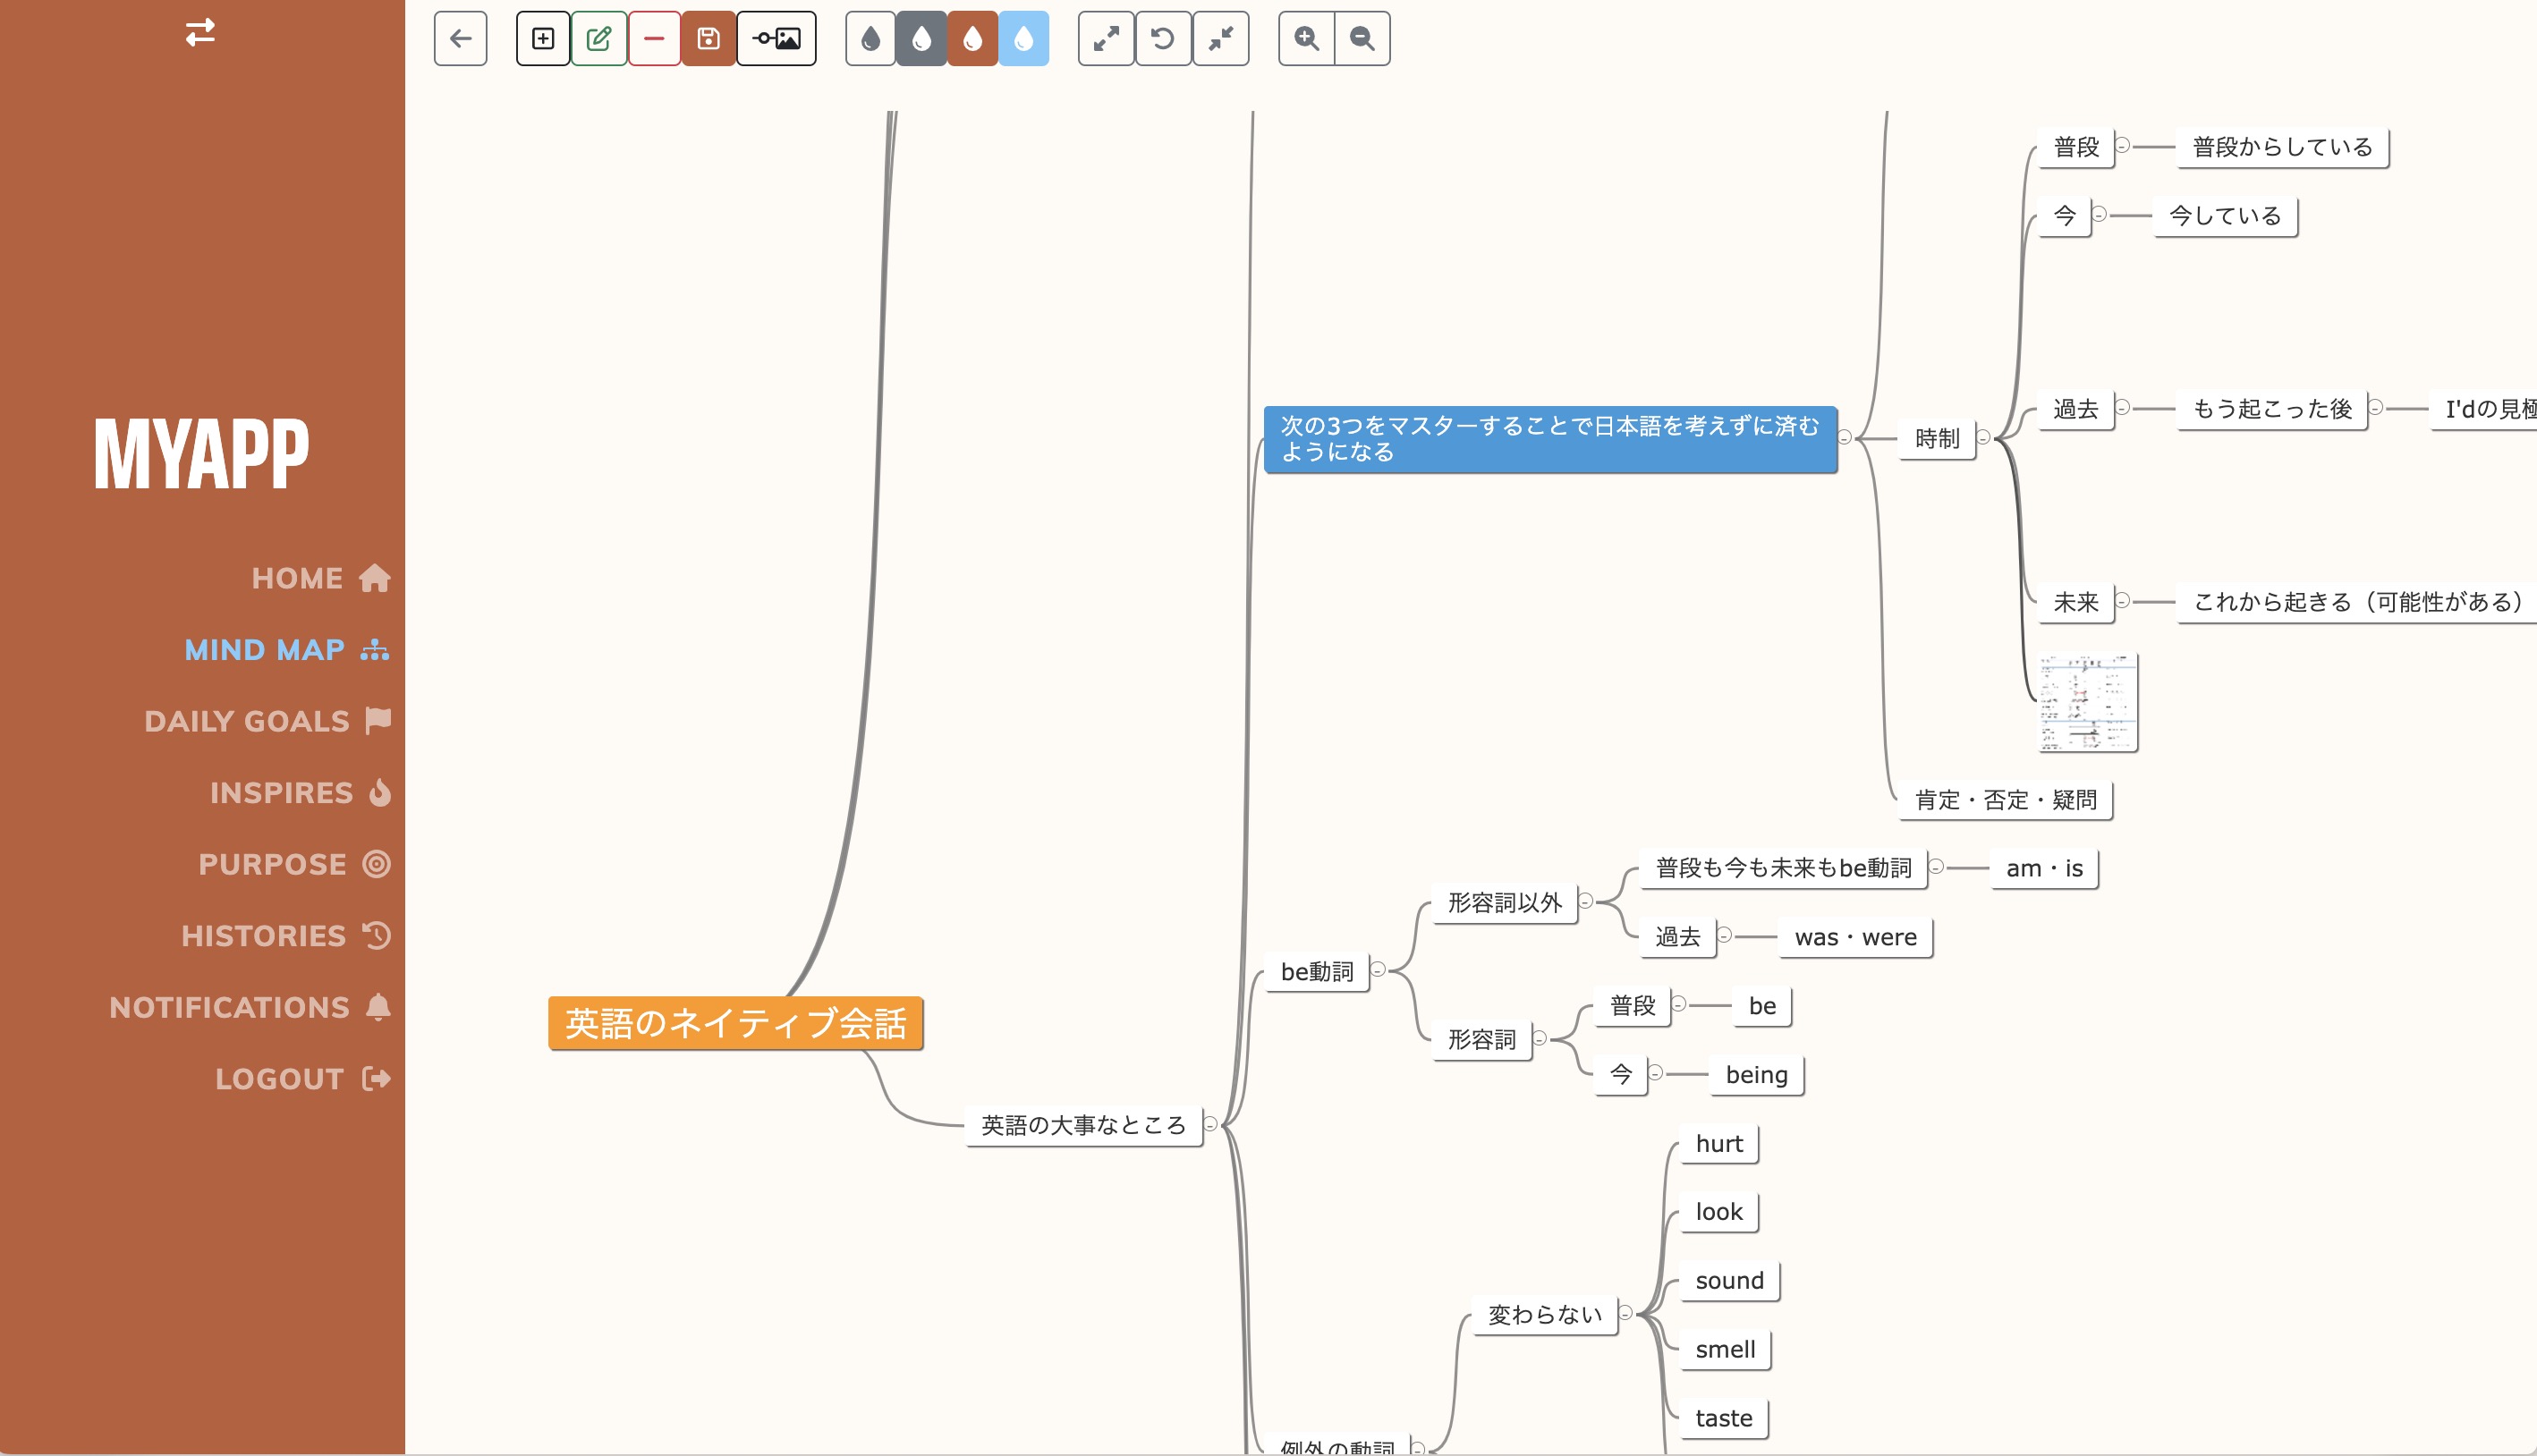 MYAPP
HOME
MIND MAP
DAILY GOALS
INSPIRES
PURPOSE
HISTORIES
NOTIFICATIONS
LOGOUT
英語のネイティブ会話
英語の大事なところ
次の3つをマスターすることで日本語を考えずに済む
ようになる
時制
普段
普段からしている
今
今している
過去
もう起こった後
I'dの見極
未来
これから起きる（可能性がある）
肯定・否定・疑問
be動詞
形容詞以外
普段も今も未来もbe動詞
am・is
過去
was・were
形容詞
普段
be
今
being
例外の動詞
変わらない
hurt
look
sound
smell
taste